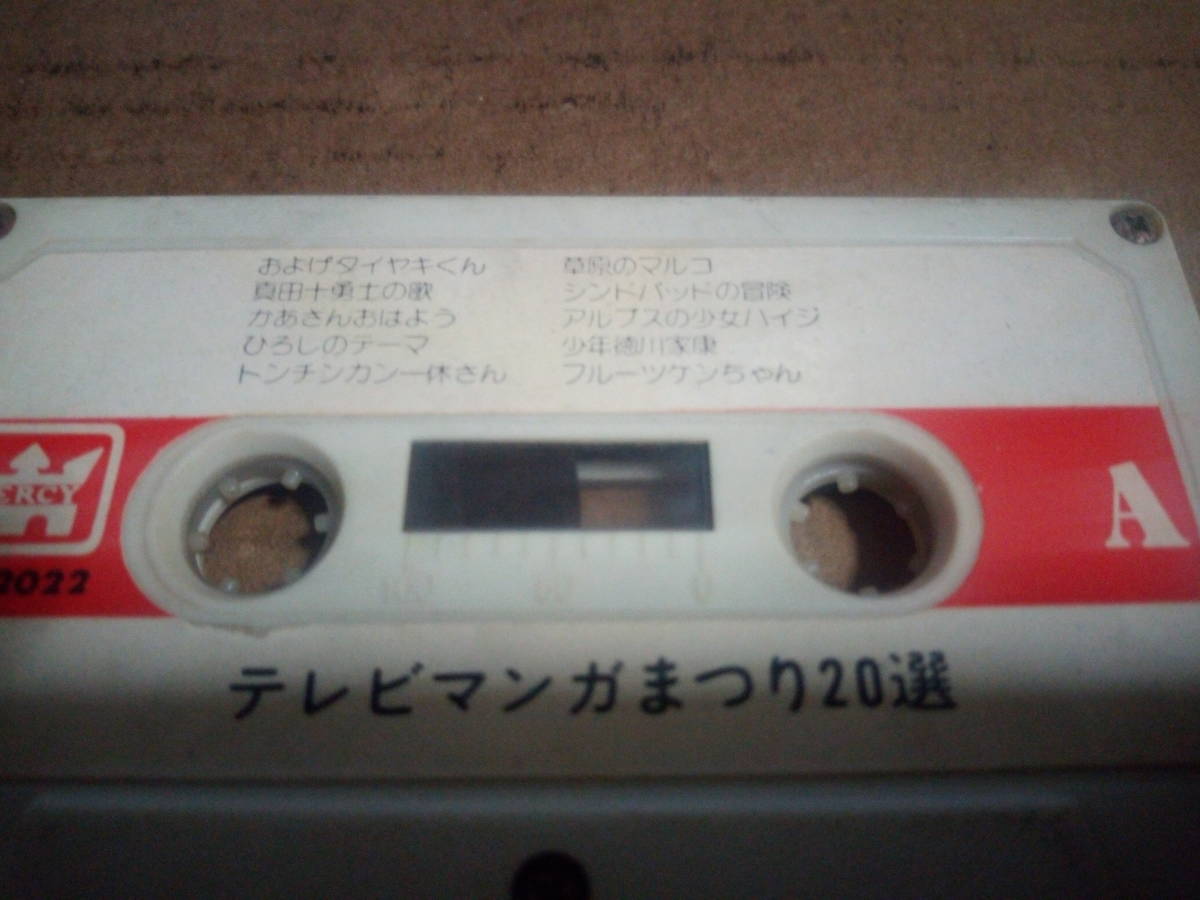 およげタイヤキくん
真田十勇士の歌
かあさんおはよう
ひろしのテーマ
トンチンカン一休さん
草原のマルコ
シンドバッドの冒険
アルプスの少女ハイジ
少年徳川家康
フルーツケンちゃん
ERCY
2022
A
100 50 0
テレビマンガまつり20選